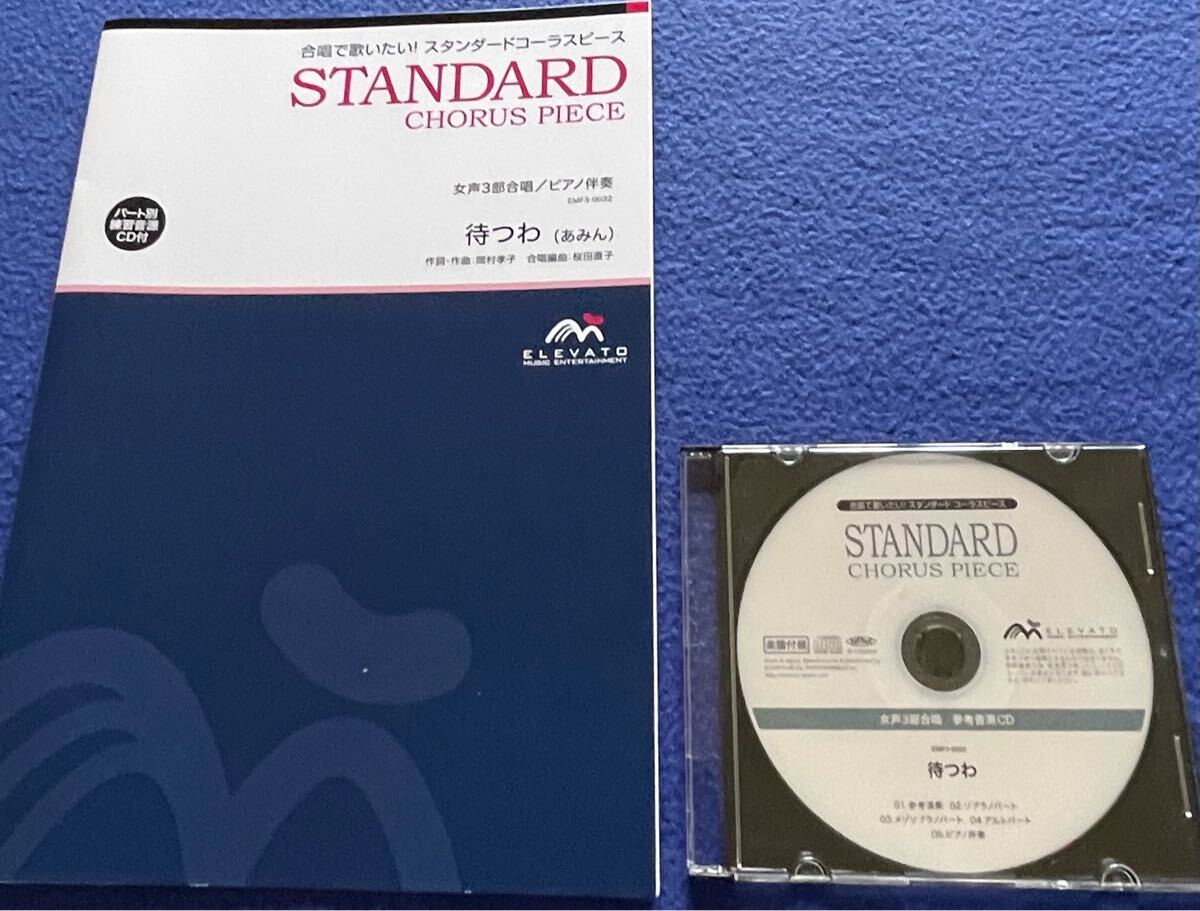 合唱で歌いたい! スタンダードコーラスピース
STANDARD
CHORUS PIECE
女声3部合唱／ピアノ伴奏
EMF3-0032
パート別
練習音源
CD付
待つわ (あみん)
作詞・作曲:岡村孝子 合唱編曲:桜田直子
ELEVATO
MUSIC ENTERTAINMENT
合唱で歌いたい! スタンダード コーラスピース
STANDARD
CHORUS PIECE
楽譜付属
ELEVATO
女声3部合唱 参考音源CD
EMF3-0032
待つわ
01.参考演奏 02.ソプラノパート
03.メゾソプラノパート 04.アルトパート
05.ピアノ伴奏